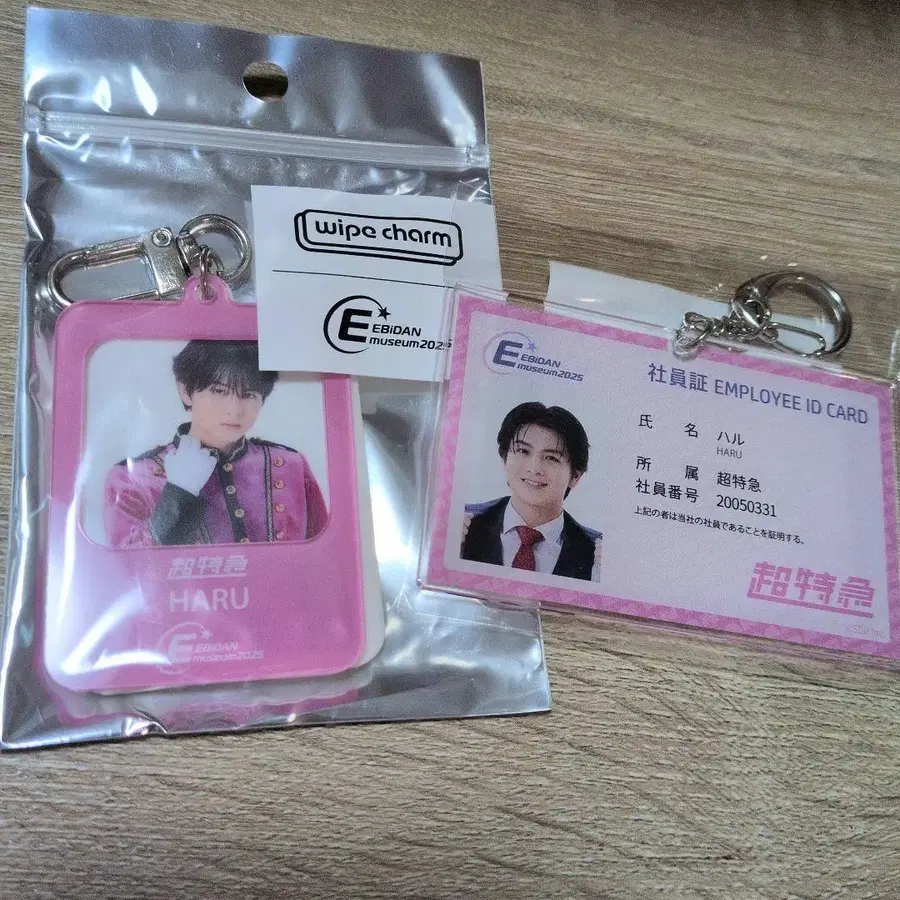 wipe charm
E EBiDAN
museum2025
超特急
HARU
E EBiDAN
museum2025
E EBiDAN
museum2025
社員証 EMPLOYEE ID CARD
氏 名 ハル
HARU
所 属 超特急
社員番号 20050331
上記の者は当社の社員であることを証明する。
超特急
©SDR Inc.